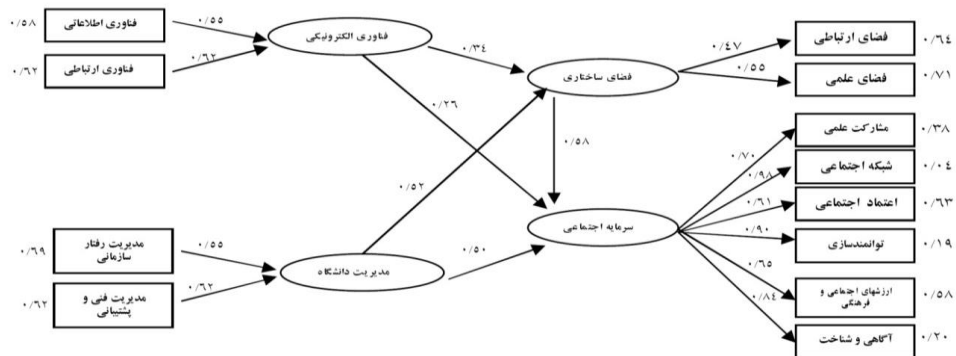 ۰/۵۸
فناوری اطلاعاتی
۰/۵۵
۰/۶۲
فناوری ارتباطی
۰/۶۲
فناوری الکترونیکی
۰/۳۴
۰/۲۶
فضای ساختاری
۰/۴۷
فضای ارتباطی
۰/۶٤
۰/۵۵
فضای علمی
۰/۷۱
۰/۵۸
۰/۵۲
۰/۶۹
مدیریت رفتار
سازمانی
۰/۵۵
۰/۶۲
مدیریت فنی و
پشتیبانی
۰/۶۲
مدیریت دانشگاه
۰/۵۰
سرمایه اجتماعی
۰/۷۰
مشارکت علمی
۰/۳۸
۰/۹۸
شبکه اجتماعی
۰/۰٤
۰/۶۱
اعتماد اجتماعی
۰/۶۳
۰/۹۰
توانمندسازی
۰/۱۹
۰/۶۵
ارزشهای اجتماعی و
فرهنگی
۰/۵۸
۰/۸٤
آگاهی و شناخت
۰/۲۰